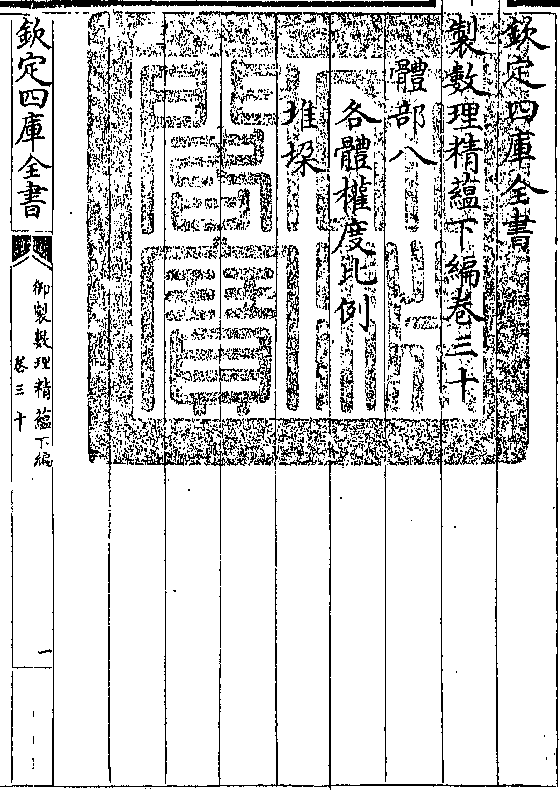 欽定四庫全書
製數理精蘊下編卷三十
體部八
各體權度比例
堆垜
欽定四庫全書
御製數理精蘊下編
卷三十
一